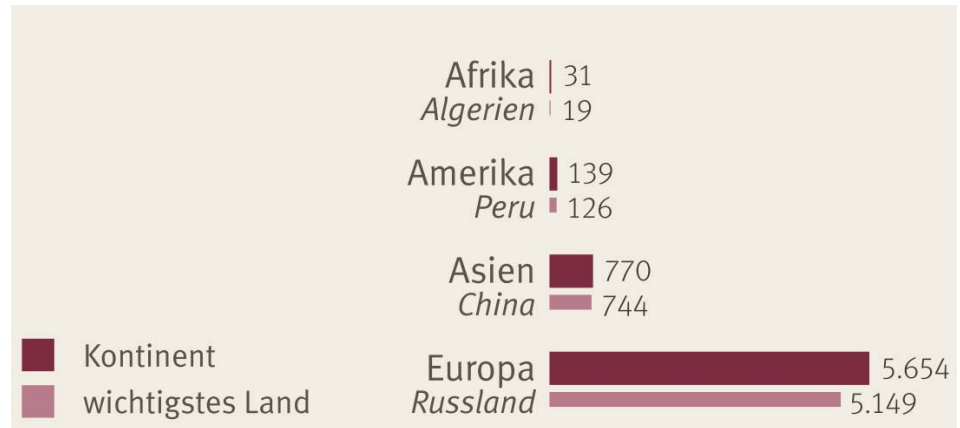 Afrika 31
Algerien 19
Amerika 139
Peru 126
Asien 770
China 744
Europa 5.654
Russland 5.149
Kontinent
wichtigstes Land